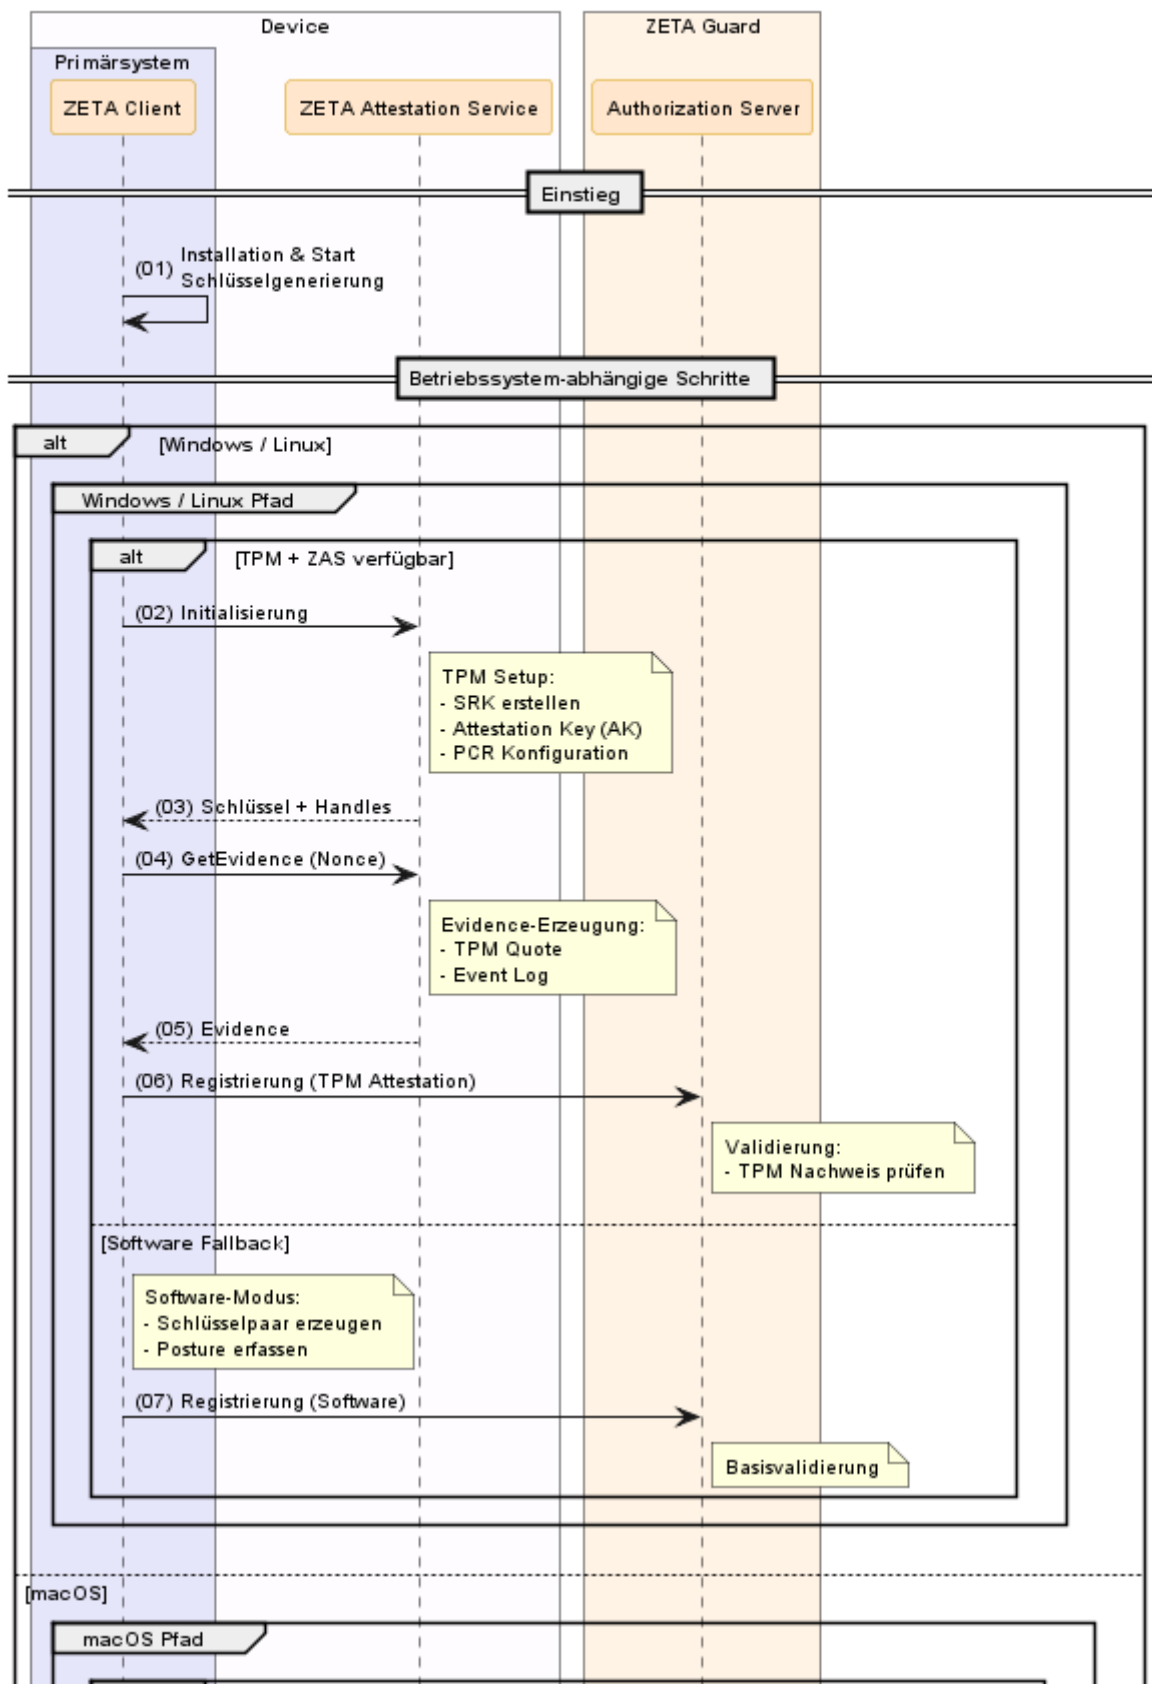 Device
ZETA Guard
Primärsystem
ZETA Client
ZETA Attestation Service
Authorization Server
Einstieg
(01) Installation & Start
Schlüsselgenerierung
Betriebssystem-abhängige Schritte
alt [Windows / Linux]
Windows / Linux Pfad
alt [TPM + ZAS verfügbar]
(02) Initialisierung
TPM Setup:
- SRK erstellen
- Attestation Key (AK)
- PCR Konfiguration
(03) Schlüssel + Handles
(04) GetEvidence (Nonce)
Evidence-Erzeugung:
- TPM Quote
- Event Log
(05) Evidence
(06) Registrierung (TPM Attestation)
Validierung:
- TPM Nachweis prüfen
[Software Fallback]
Software-Modus:
- Schlüsselpaar erzeugen
- Posture erfassen
(07) Registrierung (Software)
Basisvalidierung
[macOS]
macOS Pfad